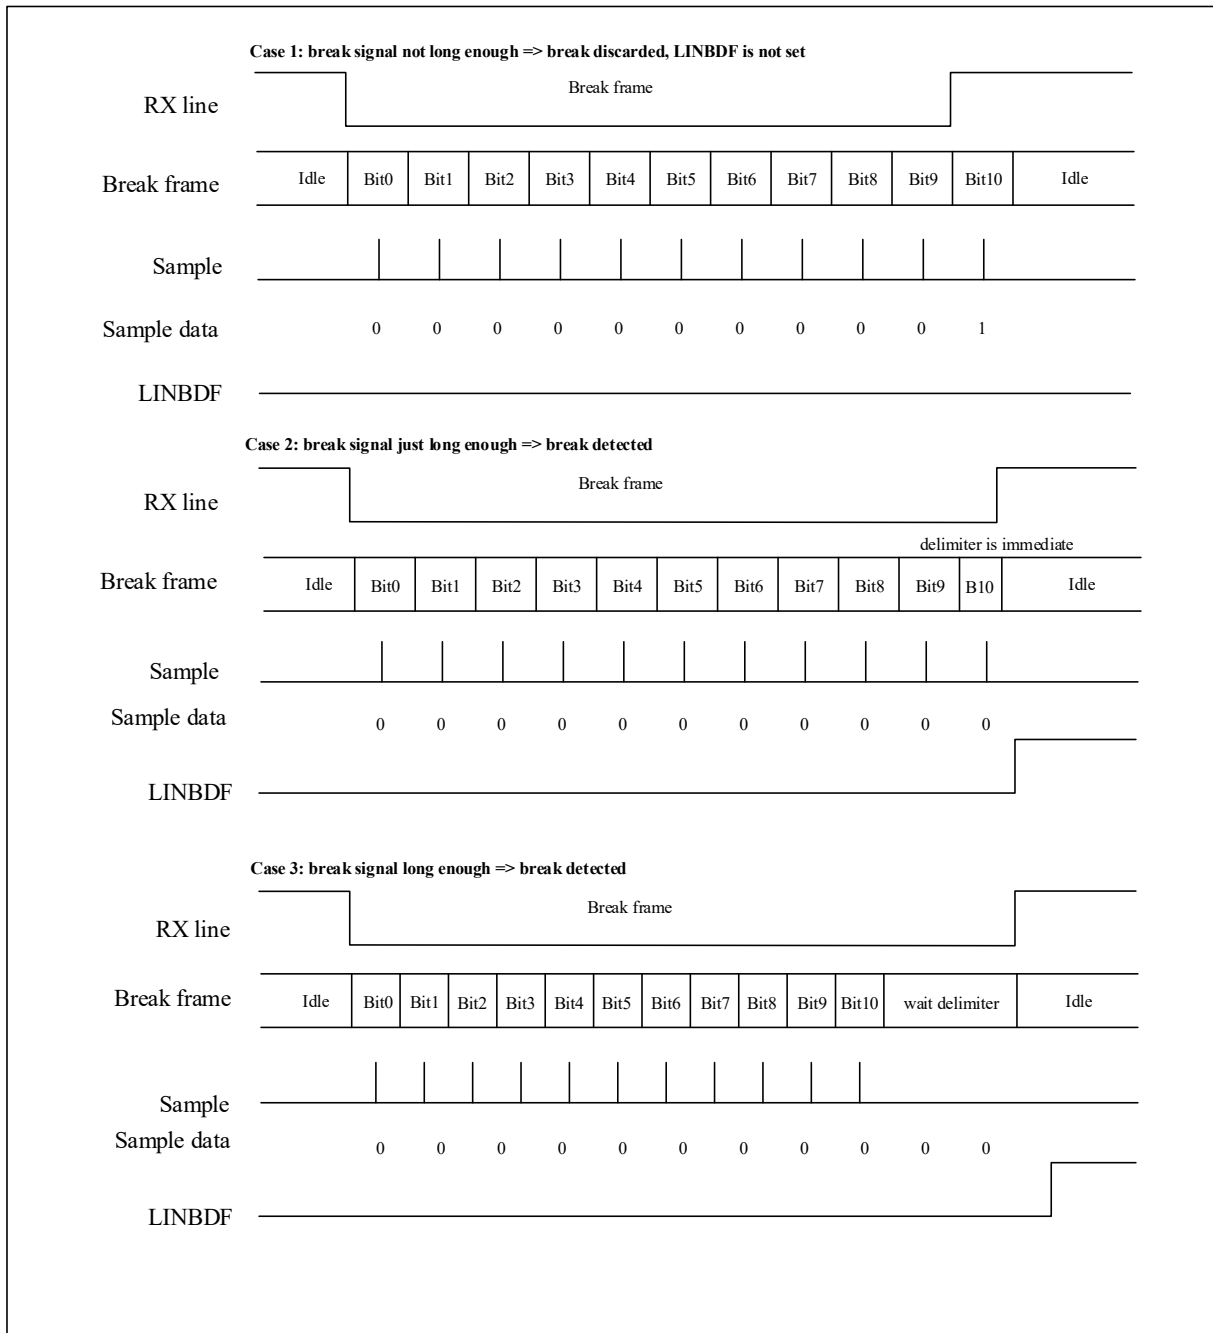 Case 1: break signal not long enough => break discarded, LINBDF is not set
RX line
Break frame
Break frame
Idle Bit0 Bit1 Bit2 Bit3 Bit4 Bit5 Bit6 Bit7 Bit8 Bit9 Bit10 Idle
Sample
Sample data
0 0 0 0 0 0 0 0 0 0 1
LINBDF
Case 2: break signal just long enough => break detected
RX line
Break frame
delimiter is immediate
Break frame
Idle Bit0 Bit1 Bit2 Bit3 Bit4 Bit5 Bit6 Bit7 Bit8 Bit9 B10 Idle
Sample
Sample data
0 0 0 0 0 0 0 0 0 0 0
LINBDF
Case 3: break signal long enough => break detected
RX line
Break frame
Break frame
Idle Bit0 Bit1 Bit2 Bit3 Bit4 Bit5 Bit6 Bit7 Bit8 Bit9 Bit10 wait delimiter Idle
Sample
Sample data
0 0 0 0 0 0 0 0 0 0 0
LINBDF